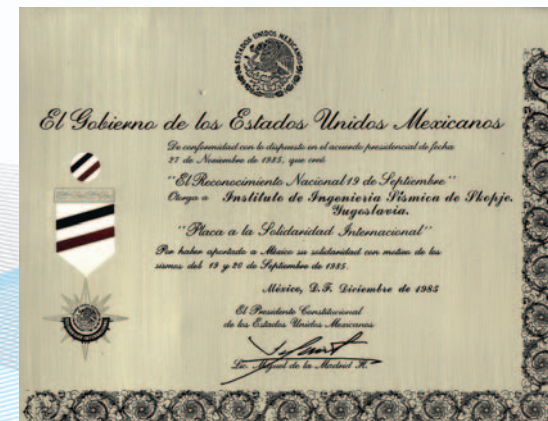 ESTADOS UNIDOS MEXICANOS
El Gobierno de los Estados Unidos Mexicanos
De conformidad con lo dispuesto en el acuerdo presidencial de fecha
27 de Noviembre de 1985, que creó
"El Reconocimiento Nacional 19 de Septiembre"
Otorga a Instituto de Ingenieria Sísmica de Skopje.
Yugoslavia.
"Placa a la Solidaridad Internacional"
Por haber aportado a México su solidaridad con motivo de los
sismos del 19 y 20 de Septiembre de 1985.
México, D.F. Diciembre de 1985
El Presidente Constitucional
de los Estados Unidos Mexicanos
Lic. Miguel de la Madrid H.